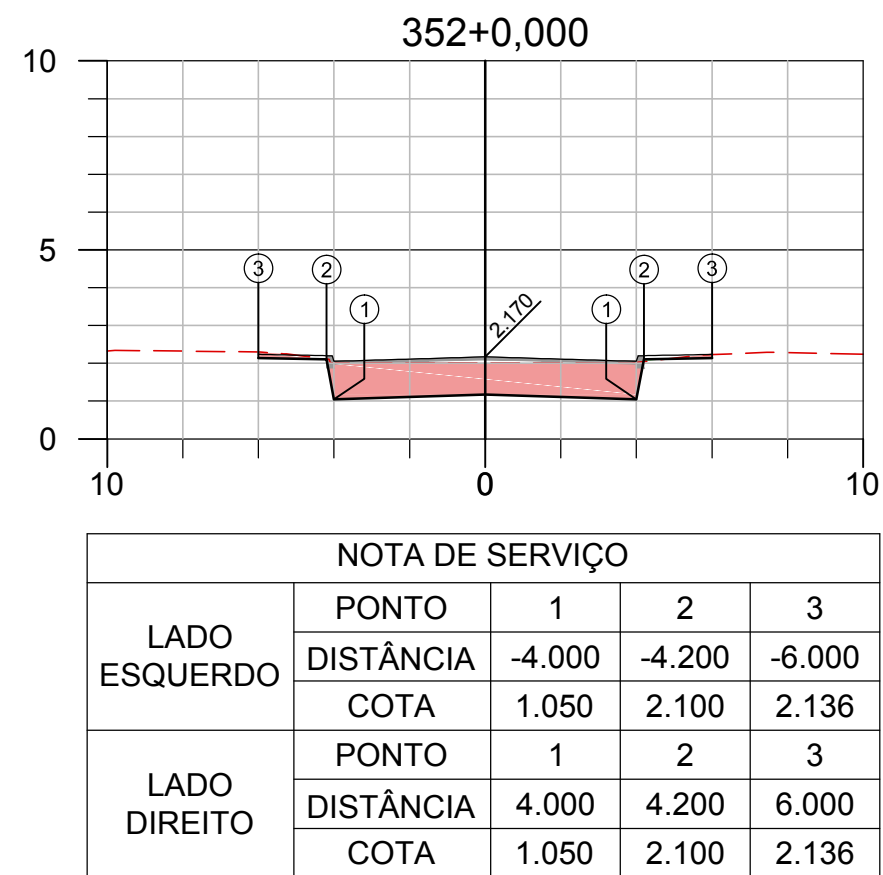 352+0,000
10
5
0
3
2
1
2.170
1
2
3
10
0
10
NOTA DE SERVIÇO
LADO ESQUERDO
PONTO 1 2 3
DISTÂNCIA -4.000 -4.200 -6.000
COTA 1.050 2.100 2.136
LADO DIREITO
PONTO 1 2 3
DISTÂNCIA 4.000 4.200 6.000
COTA 1.050 2.100 2.136